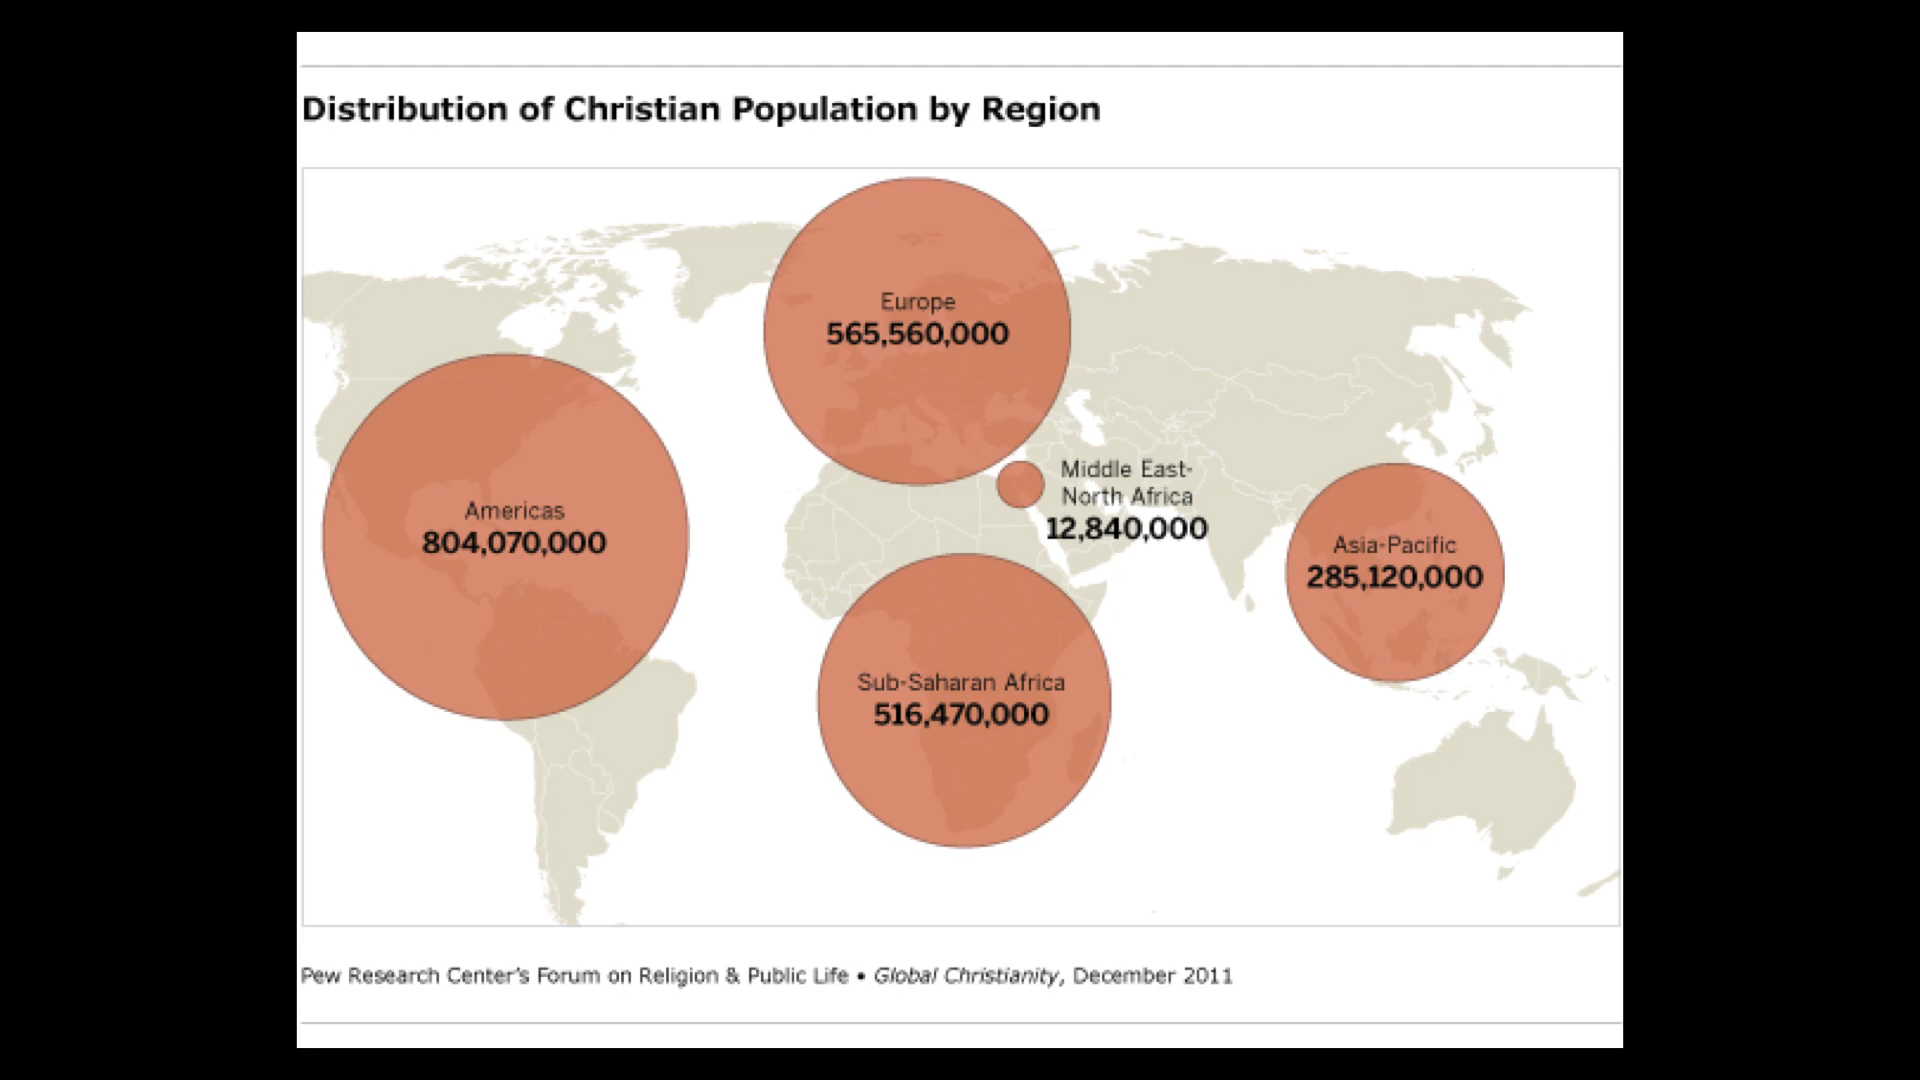 Distribution of Christian Population by Region
Europe
565,560,000
Middle East-
North Africa
12,840,000
Americas
804,070,000
Asia-Pacific
285,120,000
Sub-Saharan Africa
516,470,000
Pew Research Center's Forum on Religion & Public Life • Global Christianity, December 2011